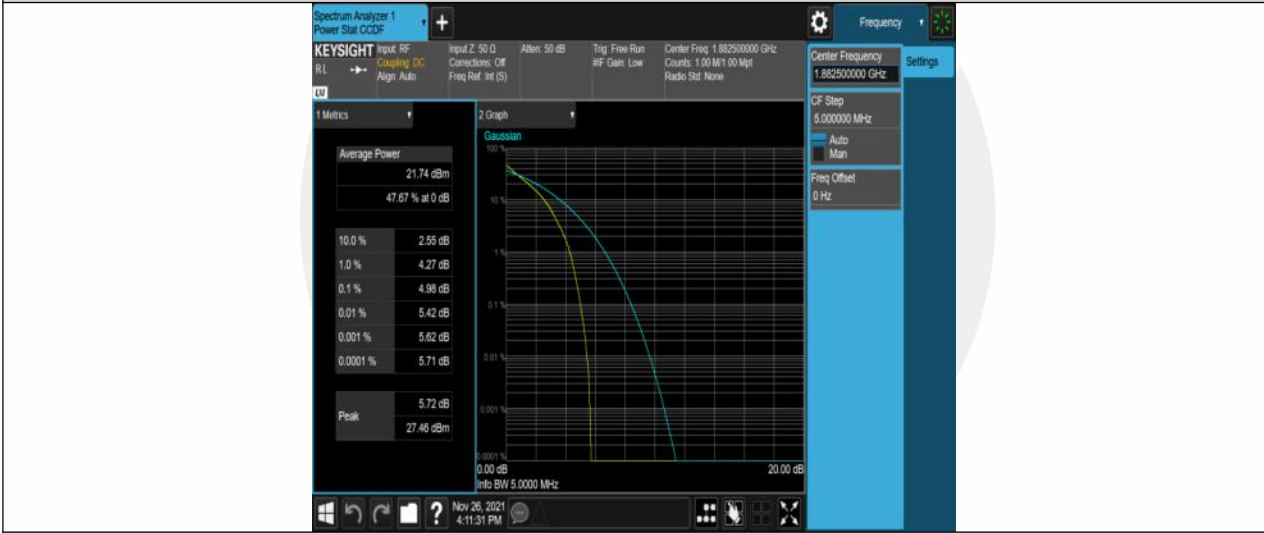 Spectrum Analyzer 1
Power Stat CCDF
+
Frequency
KEYSIGHT
R L
LV
Input: RF
Coupling: DC
Align: Auto
Input Z: 50 Ω
Corrections: Off
Freq Ref: Int (S)
Atten: 50 dB
Trig: Free Run
#IF Gain: Low
Center Freq: 1.882500000 GHz
Counts: 1.00 M/1.00 Mpt
Radio Std: None
Center Frequency
1.882500000 GHz
Settings
CF Step
5.000000 MHz
Auto
Man
Freq Offset
0 Hz
1 Metrics
Average Power
21.74 dBm
47.67 % at 0 dB
10.0 % 2.55 dB
1.0 % 4.27 dB
0.1 % 4.98 dB
0.01 % 5.42 dB
0.001 % 5.62 dB
0.0001 % 5.71 dB
Peak
5.72 dB
27.46 dBm
2 Graph
Gaussian
100 %
10 %
1 %
0.1 %
0.01 %
0.001 %
0.0001 %
0.00 dB
20.00 dB
Info BW 5.0000 MHz
?
Nov 26, 2021
4:11:31 PM